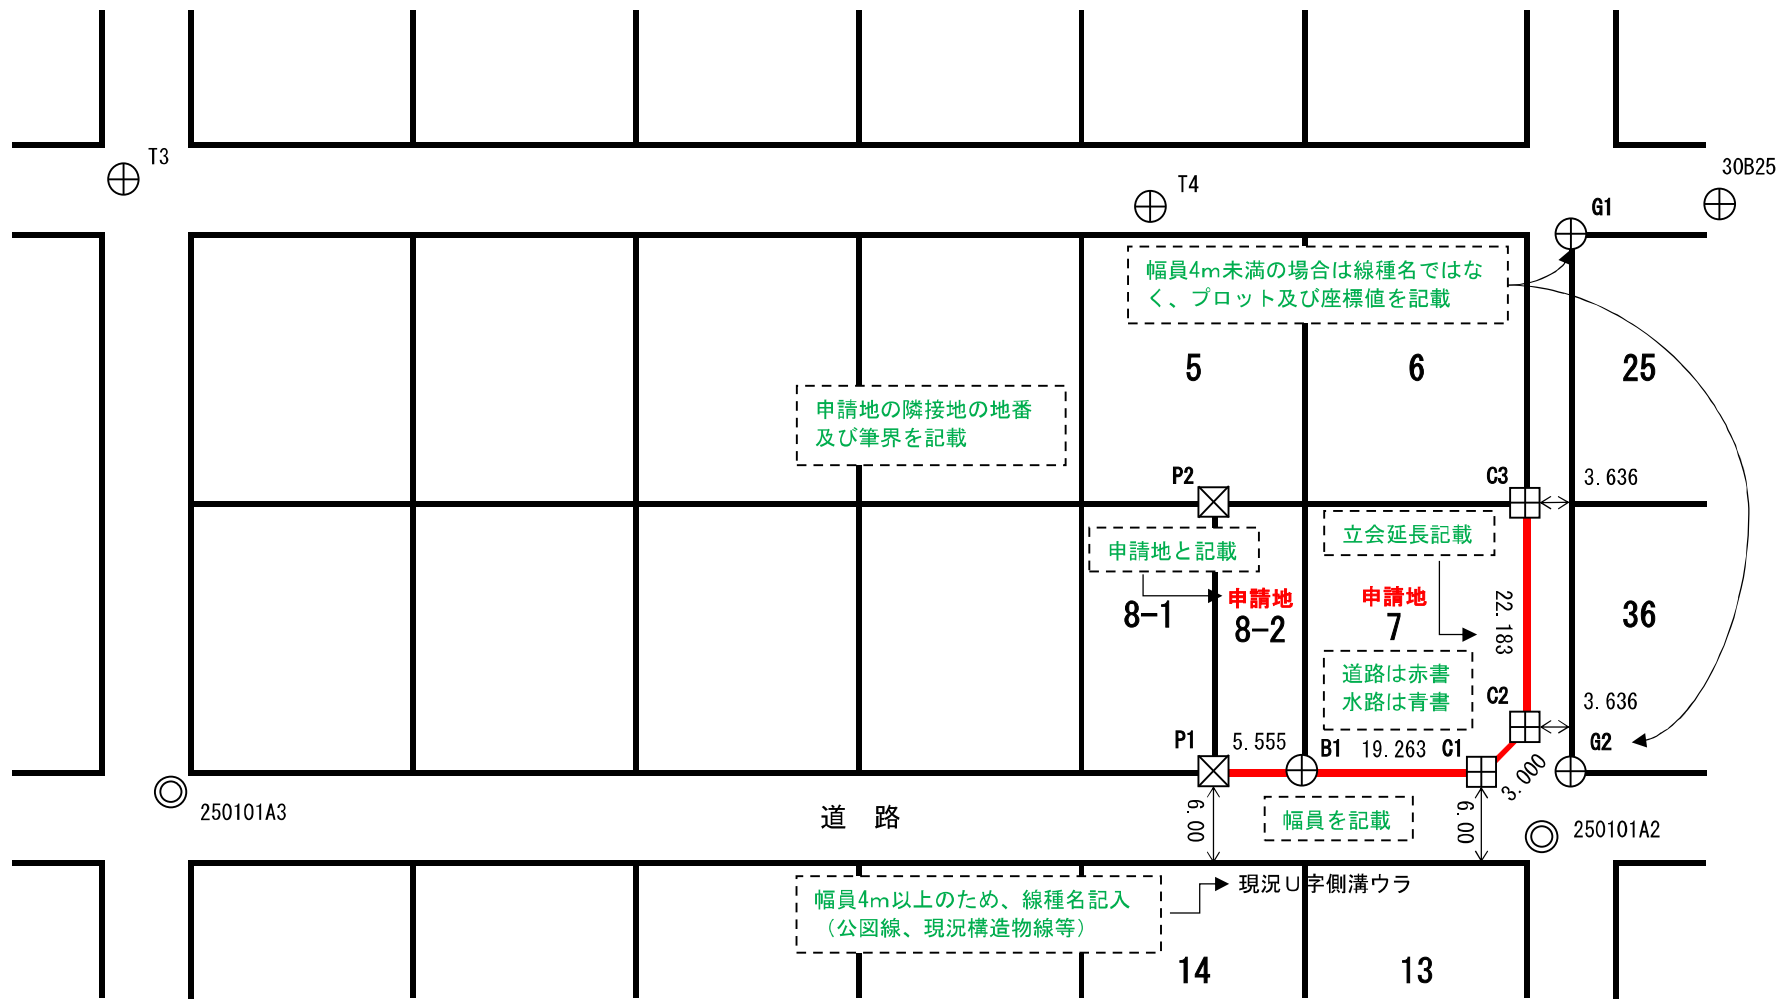 T3
T4
30B25
G1
幅員4m未満の場合は線種名ではな
く、プロット及び座標値を記載
5
6
25
申請地の隣接地の地番
及び筆界を記載
P2
C3
3.636
立会延長記載
申請地と記載
申請地
8-1
8-2
申請地
7
22.183
36
道路は赤書
水路は青書
C2
3.636
P1
5.555
B1
19.263
C1
G2
3.000
250101A3
道 路
6.00
幅員を記載
6.00
250101A2
現況U字側溝ウラ
幅員4m以上のため、線種名記入
（公図線、現況構造物線等）
14
13